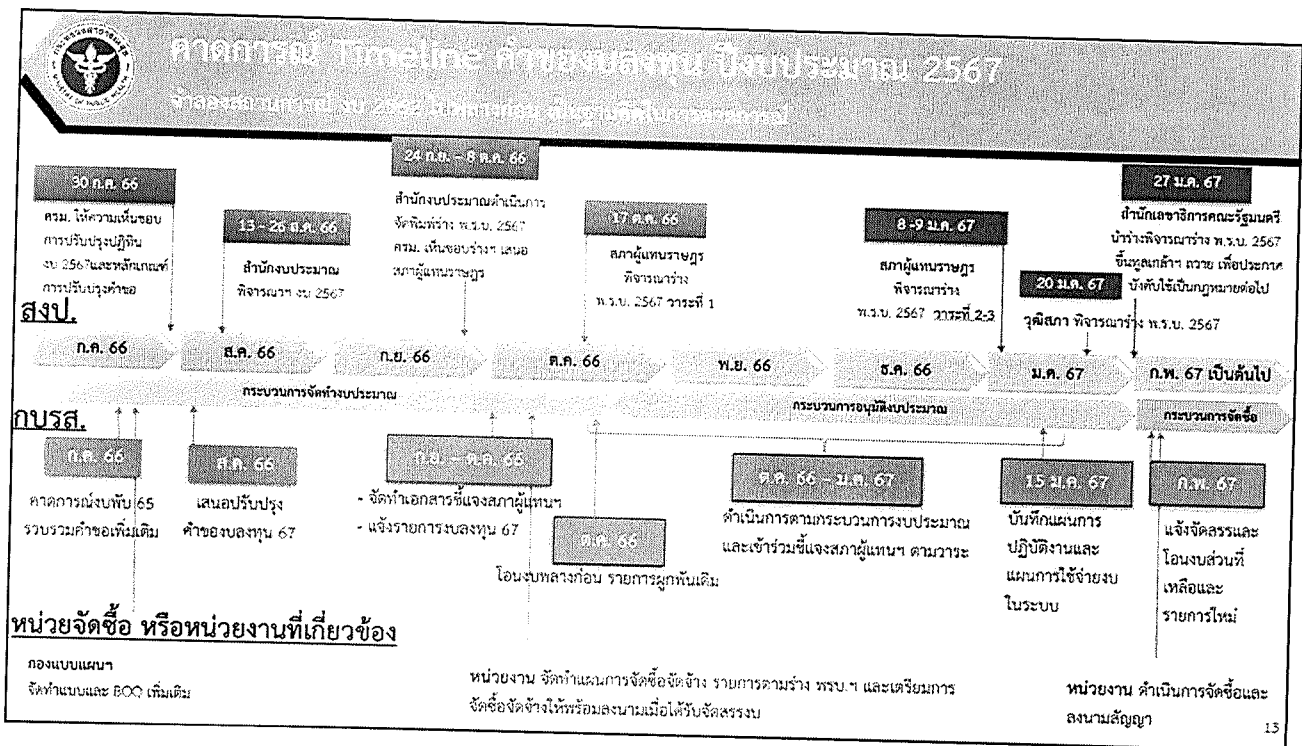 คาดการณ์ Timeline คำของบลงทุน ปีงบประมาณ 2567
24 ก.ย. – 8 ต.ค. 66
สำนักงบประมาณดำเนินการ
จัดพิมพ์ร่าง พ.ร.บ. 2567
ครม. เห็นชอบร่างฯ เสนอ
สภาผู้แทนราษฎร
30 ก.ค. 66
ครม. ให้ความเห็นชอบ
การปรับปรุงปฏิทิน
งบ 2567และหลักเกณฑ์
การปรับปรุงคำขอ
13 – 26 ส.ค. 66
สำนักงบประมาณ
พิจารณาฯ งบ 2567
17 ต.ค. 66
สภาผู้แทนราษฎร
พิจารณาร่าง
พ.ร.บ. 2567 วาระที่ 1
8 -9 ม.ค. 67
สภาผู้แทนราษฎร
พิจารณาร่าง
พ.ร.บ. 2567 วาระที่ 2-3
20 ม.ค. 67
วุฒิสภา พิจารณาร่าง พ.ร.บ. 2567
27 ม.ค. 67
สำนักเลขาธิการคณะรัฐมนตรี
นำร่างพิจารณาร่าง พ.ร.บ. 2567
ขึ้นทูลเกล้าฯ ถวาย เพื่อประกาศ
บังคับใช้เป็นกฎหมายต่อไป
สงป.
ก.ค. 66
ส.ค. 66
ก.ย. 66
ต.ค. 66
พ.ย. 66
ธ.ค. 66
ม.ค. 67
ก.พ. 67 เป็นต้นไป
กระบวนการจัดทำงบประมาณ
กระบวนการอนุมัติงบประมาณ
กระบวนการจัดซื้อ
กบรส.
ก.ค. 66
คาดการณ์งบพัน 65
รวบรวมคำขอเพิ่มเติม
ส.ค. 66
เสนอปรับปรุง
คำของบลงทุน 67
ก.ย. – ต.ค. 66
- จัดทำเอกสารชี้แจงสภาผู้แทนฯ
- แจ้งรายการงบลงทุน 67
ต.ค. 66
โอนงบพลางก่อน รายการผูกพันเดิม
ต.ค. 66 – ม.ค. 67
ดำเนินการตามกระบวนการงบประมาณ
และเข้าร่วมชี้แจงสภาผู้แทนฯ ตามวาระ
15 ม.ค. 67
บันทึกแผนการ
ปฏิบัติงานและ
แผนการใช้จ่ายงบ
ในระบบ
ก.พ. 67
แจ้งจัดสรรและ
โอนงบส่วนที่
เหลือและ
รายการใหม่
หน่วยจัดซื้อ หรือหน่วยงานที่เกี่ยวข้อง
กองแบบแผนฯ
จัดทำแบบและ BOQ เพิ่มเติม
หน่วยงาน จัดทำแผนการจัดซื้อจัดจ้าง รายการตามร่าง พรบ.ฯ และเตรียมการ
จัดซื้อจัดจ้างให้พร้อมลงนามเมื่อได้รับจัดสรรงบ
หน่วยงาน ดำเนินการจัดซื้อและ
ลงนามสัญญา
13